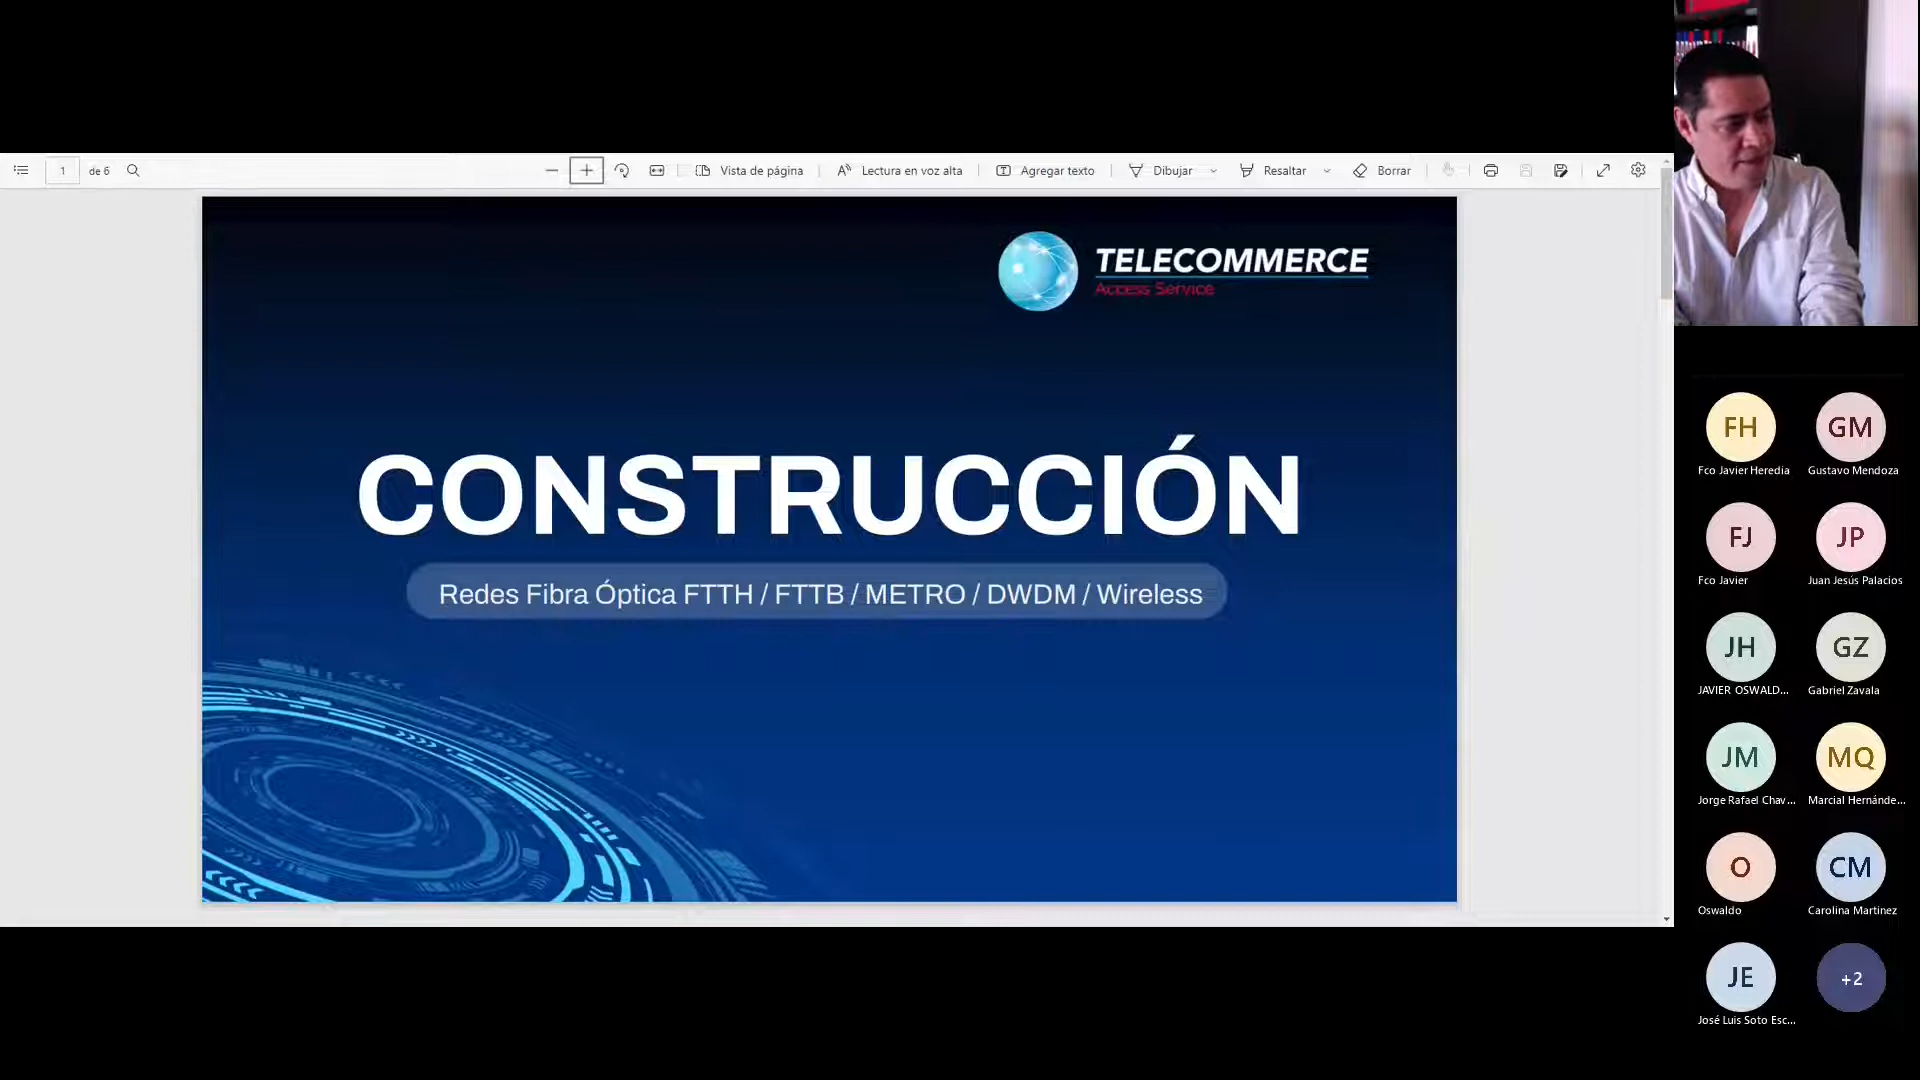 1 de 6 Vista de página Lectura en voz alta Agregar texto Dibujar Resaltar Borrar
TELECOMMERCE
Access Service
CONSTRUCCIÓN
Redes Fibra Óptica FTTH / FTTB / METRO / DWDM / Wireless
FH GM
Fco Javier Heredia Gustavo Mendoza
FJ JP
Fco Javier Juan Jesús Palacios
JH GZ
JAVIER OSWALD... Gabriel Zavala
JM MQ
Jorge Rafael Chav... Marcial Hernánde...
O CM
Oswaldo Carolina Martinez
JE +2
José Luis Soto Esc...